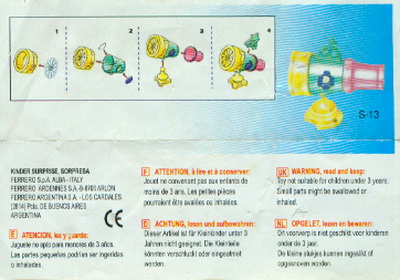 1
2
3
4
S-13
KINDER SURPRISE, SORPRESA
FERRERO S.p.A. ALBA - ITALY
FERRERO ARDENNES S.A.-B-6700 ARLON
FERRERO ARGENTINA S.A. - LOS CARDALES
(2814) Pcia. DE BUENOS AIRES
ARGENTINA
CE
E ATENCION, lea y guarde:
Juguete no apto para menores de 3 años.
Las partes pequeñas podrían ser ingeridas
o inhaladas.
F ATTENTION, à lire et à conserver:
Jouet ne convenant pas aux enfants de
moins de 3 ans. Les petites pièces
pourraient être avalées ou inhalées.
D ACHTUNG, lesen und aufbewahren:
Dieser Artikel ist für Kleinkinder unter 3
Jahren nicht geeignet. Die Kleinteile
könnten verschluckt oder eingeatmet
werden.
UK WARNING, read and keep:
Toy not suitable for children under 3 years.
Small parts might be swallowed or
inhaled.
NL OPGELET, lezen en bewaren:
Dit voorwerp is niet geschikt voor kinderen
onder de 3 jaar.
De kleine stukjes kunnen ingeslikt of
opgesnoven worden.